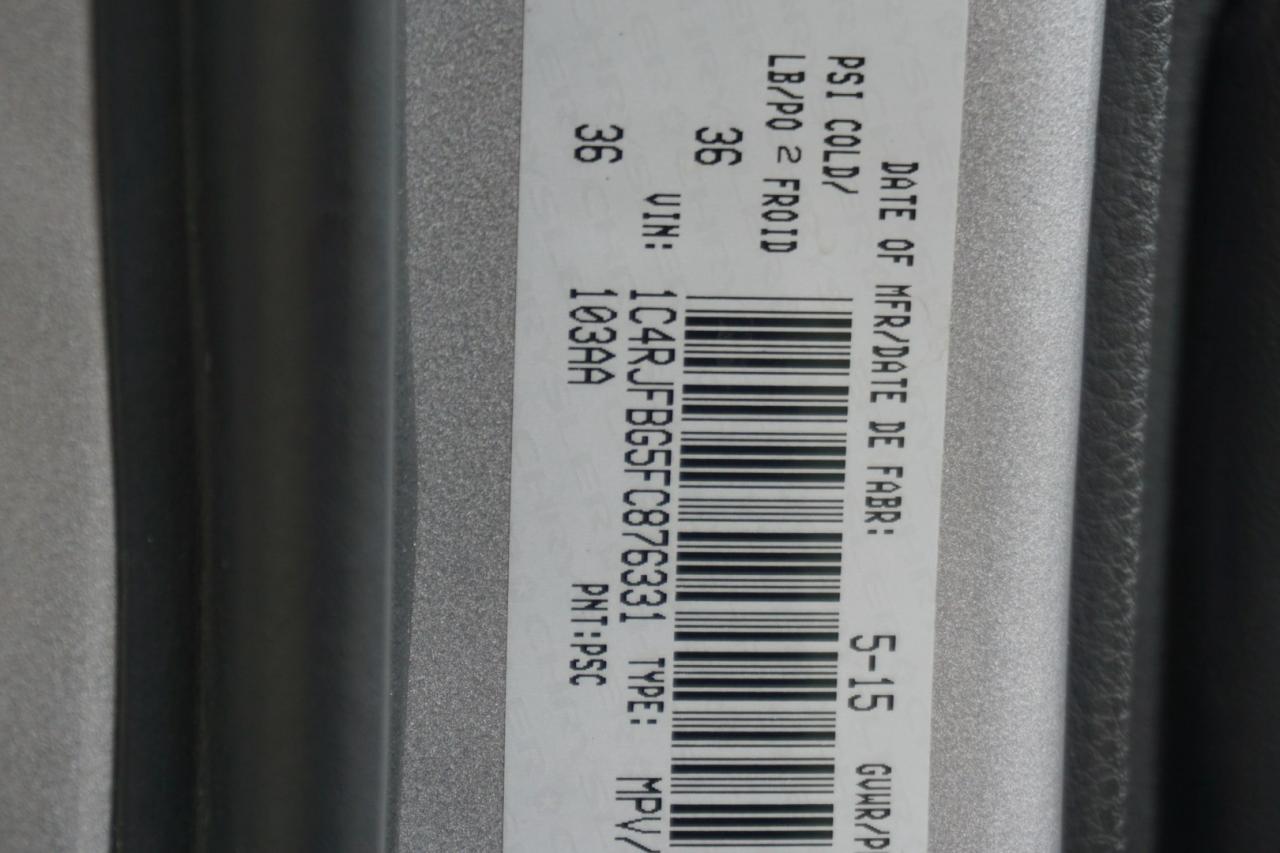 DATE OF MFR/DATE DE FABR: 5-15 GVWR/P
PSI COLD/
LB/PO 2 FROID
36
VIN: 1C4RJFBG5FC876331 TYPE: MPV/
36 103AA PNT:PSC